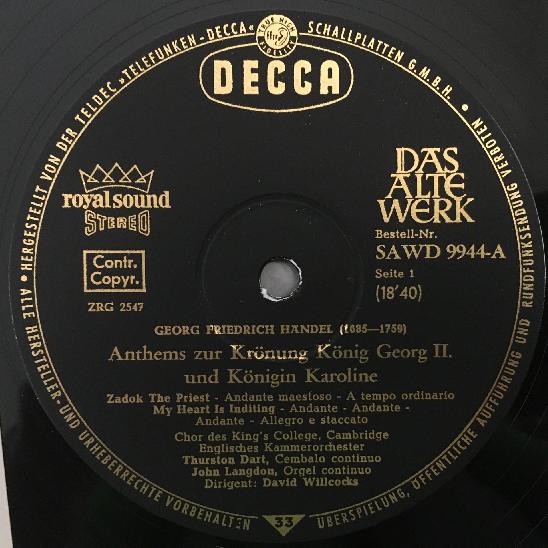 • HERGESTELLT VON DER TELDEC »TELEFUNKEN-DECCA« SCHALLPLATTEN G.M.B.H. •
TRUE HIGH
ffrr
FIDELITY
DECCA
royal sound
STEREO
DAS
ALTE
WERK
Bestell-Nr.
SAWD 9944-A
Seite 1
(18'40)
Contr.
Copyr.
ZRG 2547
GEORG FRIEDRICH HÄNDEL (1685—1759)
Anthems zur Krönung König Georg II.
und Königin Karoline
Zadok The Priest - Andante maestoso - A tempo ordinario
My Heart Is Inditing - Andante - Andante -
Andante - Allegro e staccato
Chor des King's College, Cambridge
Englisches Kammerorchester
Thurston Dart, Cembalo continuo
John Langdon, Orgel continuo
Dirigent: David Willcocks
• ALLE HERSTELLER-UND URHEBERRECHTE VORBEHALTEN
33
ÜBERSPIELUNG, ÖFFENTLICHE AUFFÜHRUNG UND RUNDFUNKSENDUNG VERBOTEN